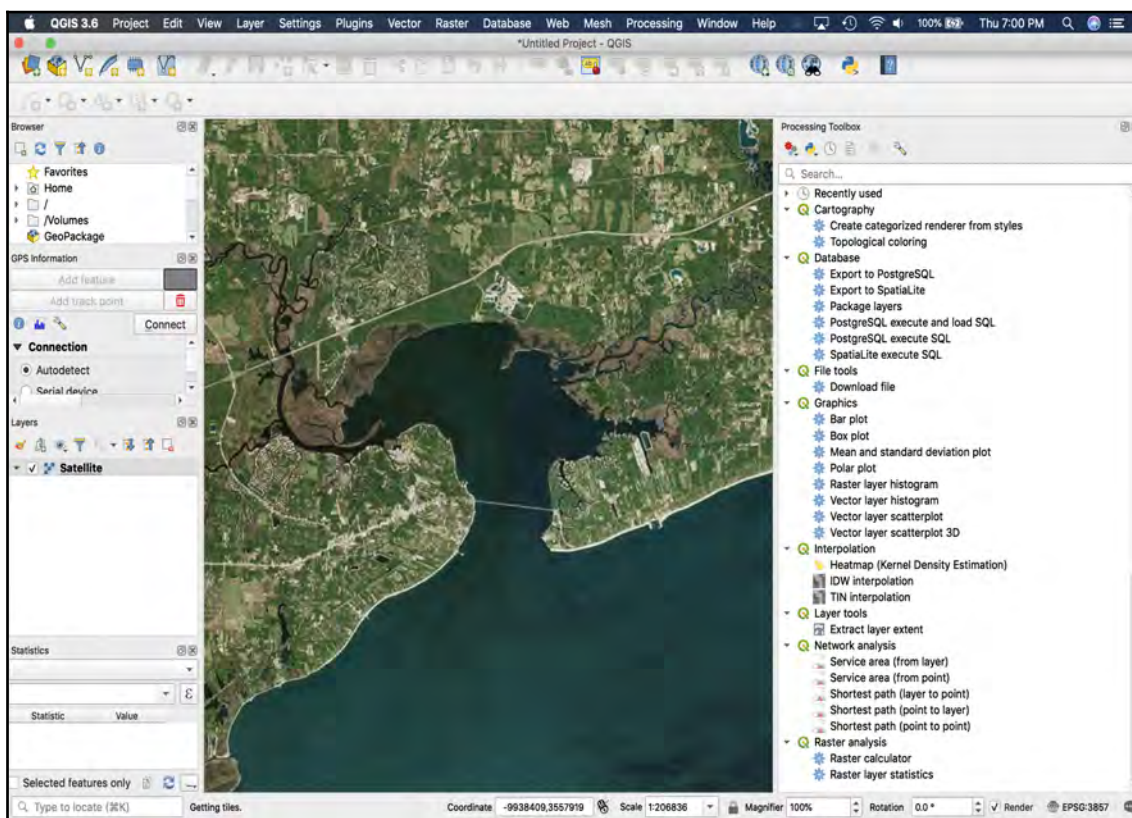 QGIS 3.6 Project Edit View Layer Settings Plugins Vector Raster Database Web Mesh Processing Window Help 100% Thu 7:00 PM
*Untitled Project - QGIS
Browser
Favorites
Home
/
/Volumes
GeoPackage
GPS Information
Add feature
Add track point
Connect
Connection
Autodetect
Serial device
Layers
Satellite
Statistics
Statistic Value
Selected features only
Processing Toolbox
Search...
Recently used
Cartography
Create categorized renderer from styles
Topological coloring
Database
Export to PostgreSQL
Export to SpatiaLite
Package layers
PostgreSQL execute and load SQL
PostgreSQL execute SQL
SpatiaLite execute SQL
File tools
Download file
Graphics
Bar plot
Box plot
Mean and standard deviation plot
Polar plot
Raster layer histogram
Vector layer histogram
Vector layer scatterplot
Vector layer scatterplot 3D
Interpolation
Heatmap (Kernel Density Estimation)
IDW interpolation
TIN interpolation
Layer tools
Extract layer extent
Network analysis
Service area (from layer)
Service area (from point)
Shortest path (layer to point)
Shortest path (point to layer)
Shortest path (point to point)
Raster analysis
Raster calculator
Raster layer statistics
Type to locate (⌘K) Getting tiles. Coordinate -9938409,3557919 Scale 1:206836 Magnifier 100% Rotation 0.0 ° Render EPSG:3857